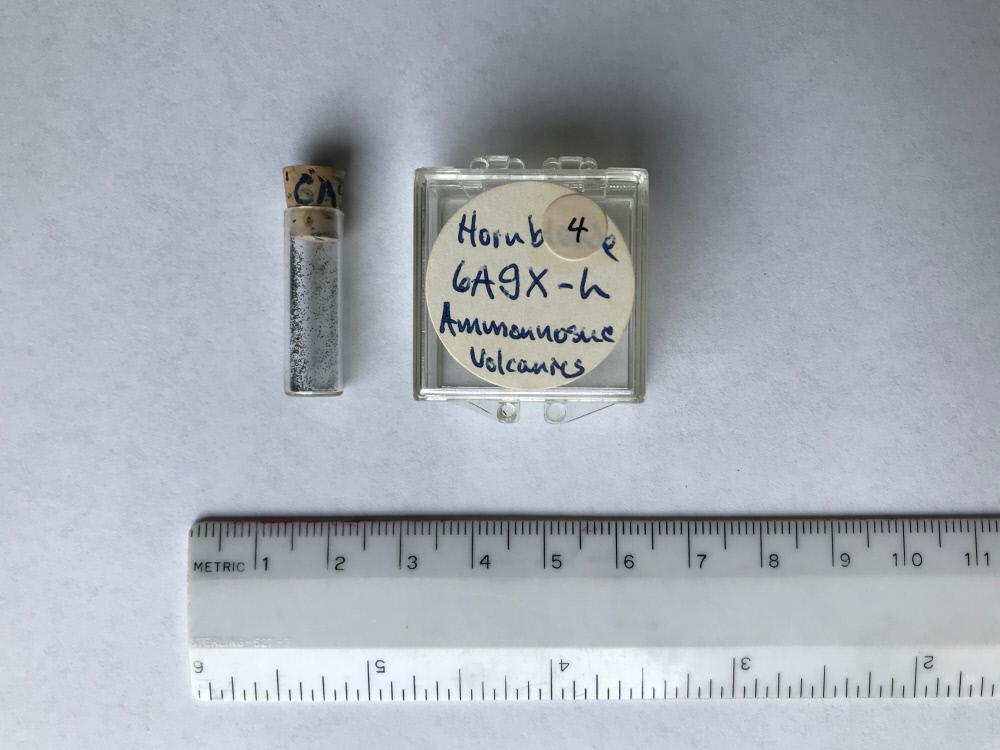 6A
4
6A9X-h
Ammonoosuc
Volcanics
METRIC 1 2 3 4 5 6 7 8 9 10 11
6 5 4 3 2